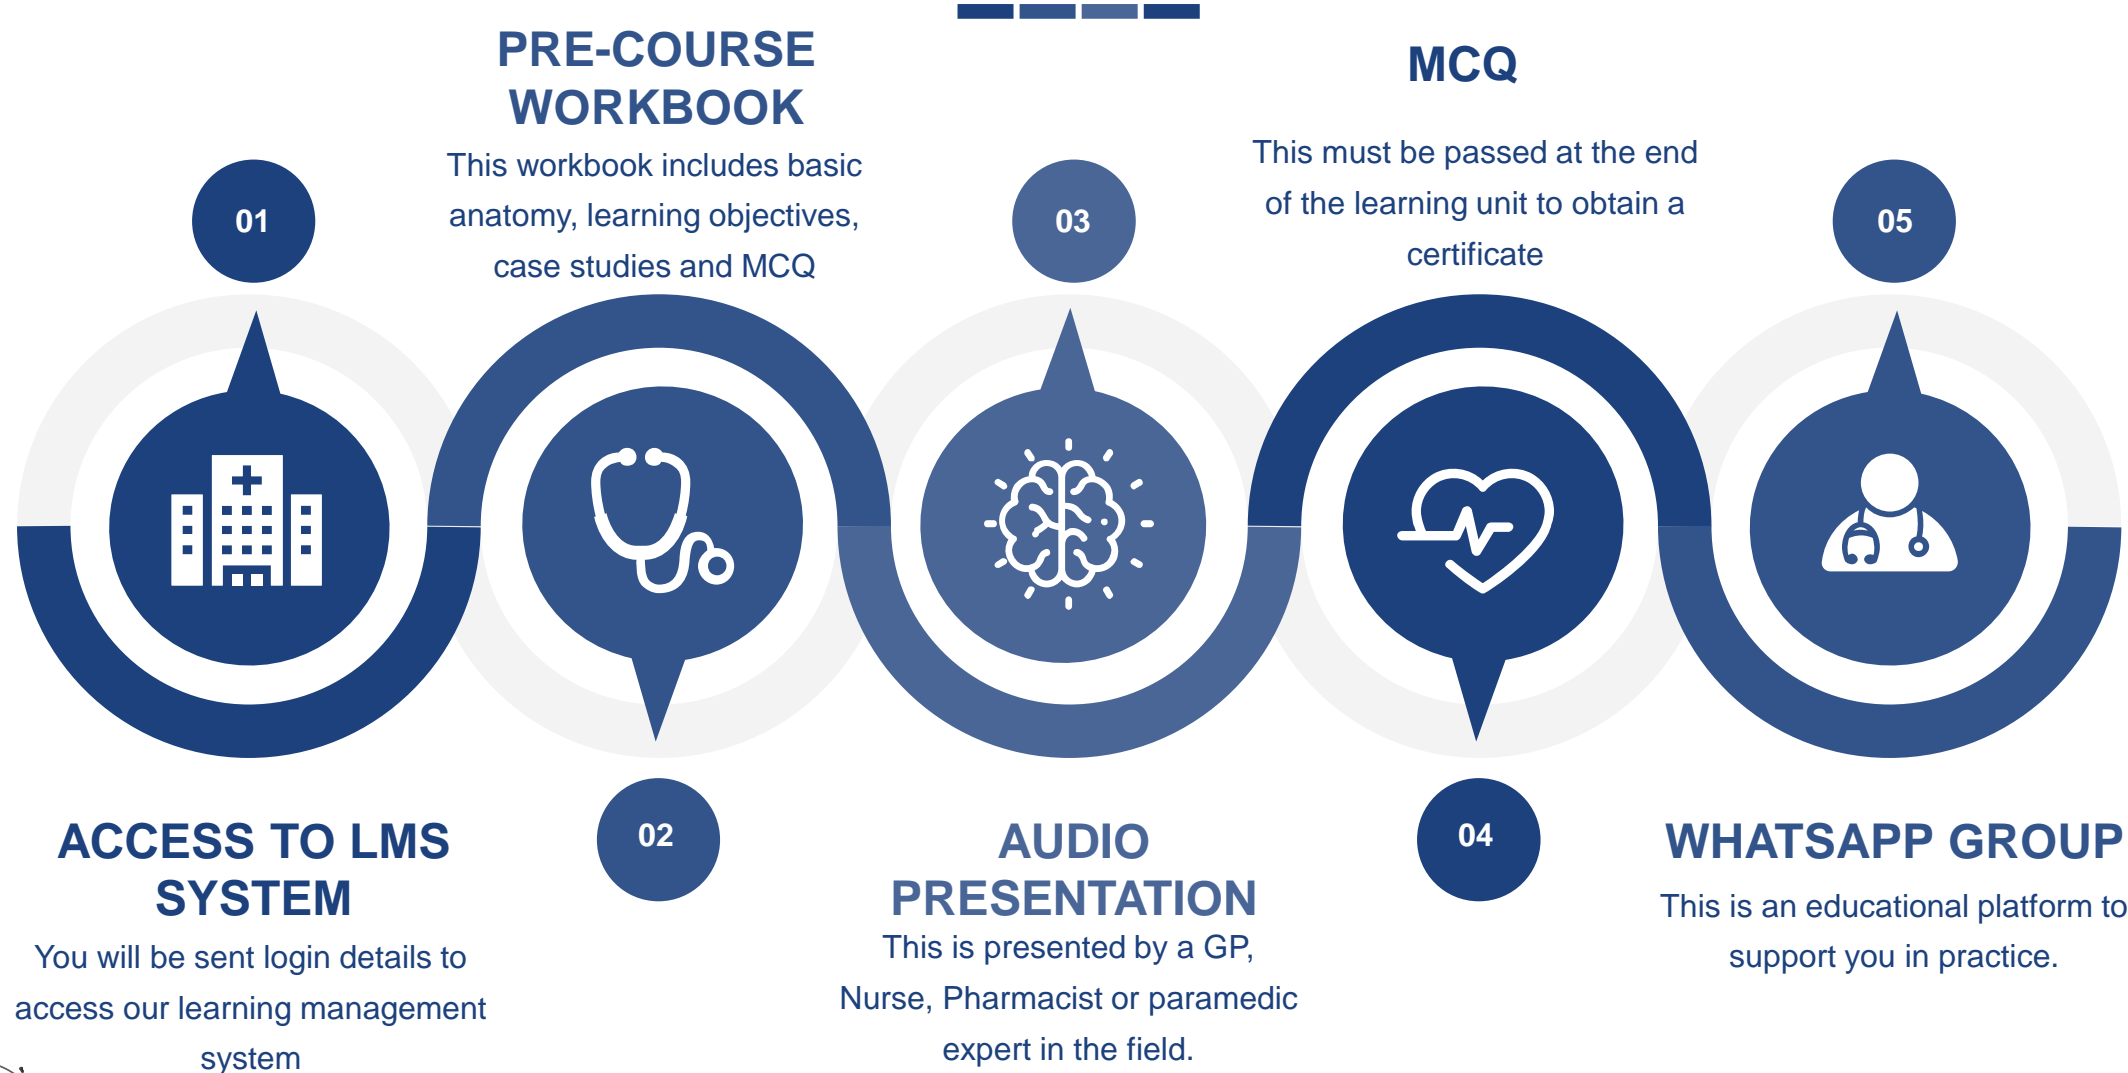 01
ACCESS TO LMS
SYSTEM
You will be sent login details to
access our learning management
system
PRE-COURSE
WORKBOOK
This workbook includes basic
anatomy, learning objectives,
case studies and MCQ
02
03
AUDIO
PRESENTATION
This is presented by a GP,
Nurse, Pharmacist or paramedic
expert in the field.
MCQ
This must be passed at the end
of the learning unit to obtain a
certificate
04
05
WHATSAPP GROUP
This is an educational platform to
support you in practice.